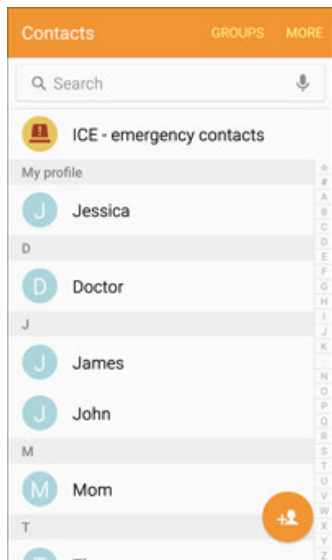 Contacts GROUPS MORE
Search
ICE - emergency contacts
My profile
J Jessica
D
D Doctor
J
J James
J John
M
M Mom
T
☆
#
A
B
C
D
E
F
G
H
I
J
K
N
O
P
Q
R
S
T
U
V
W
X
Y